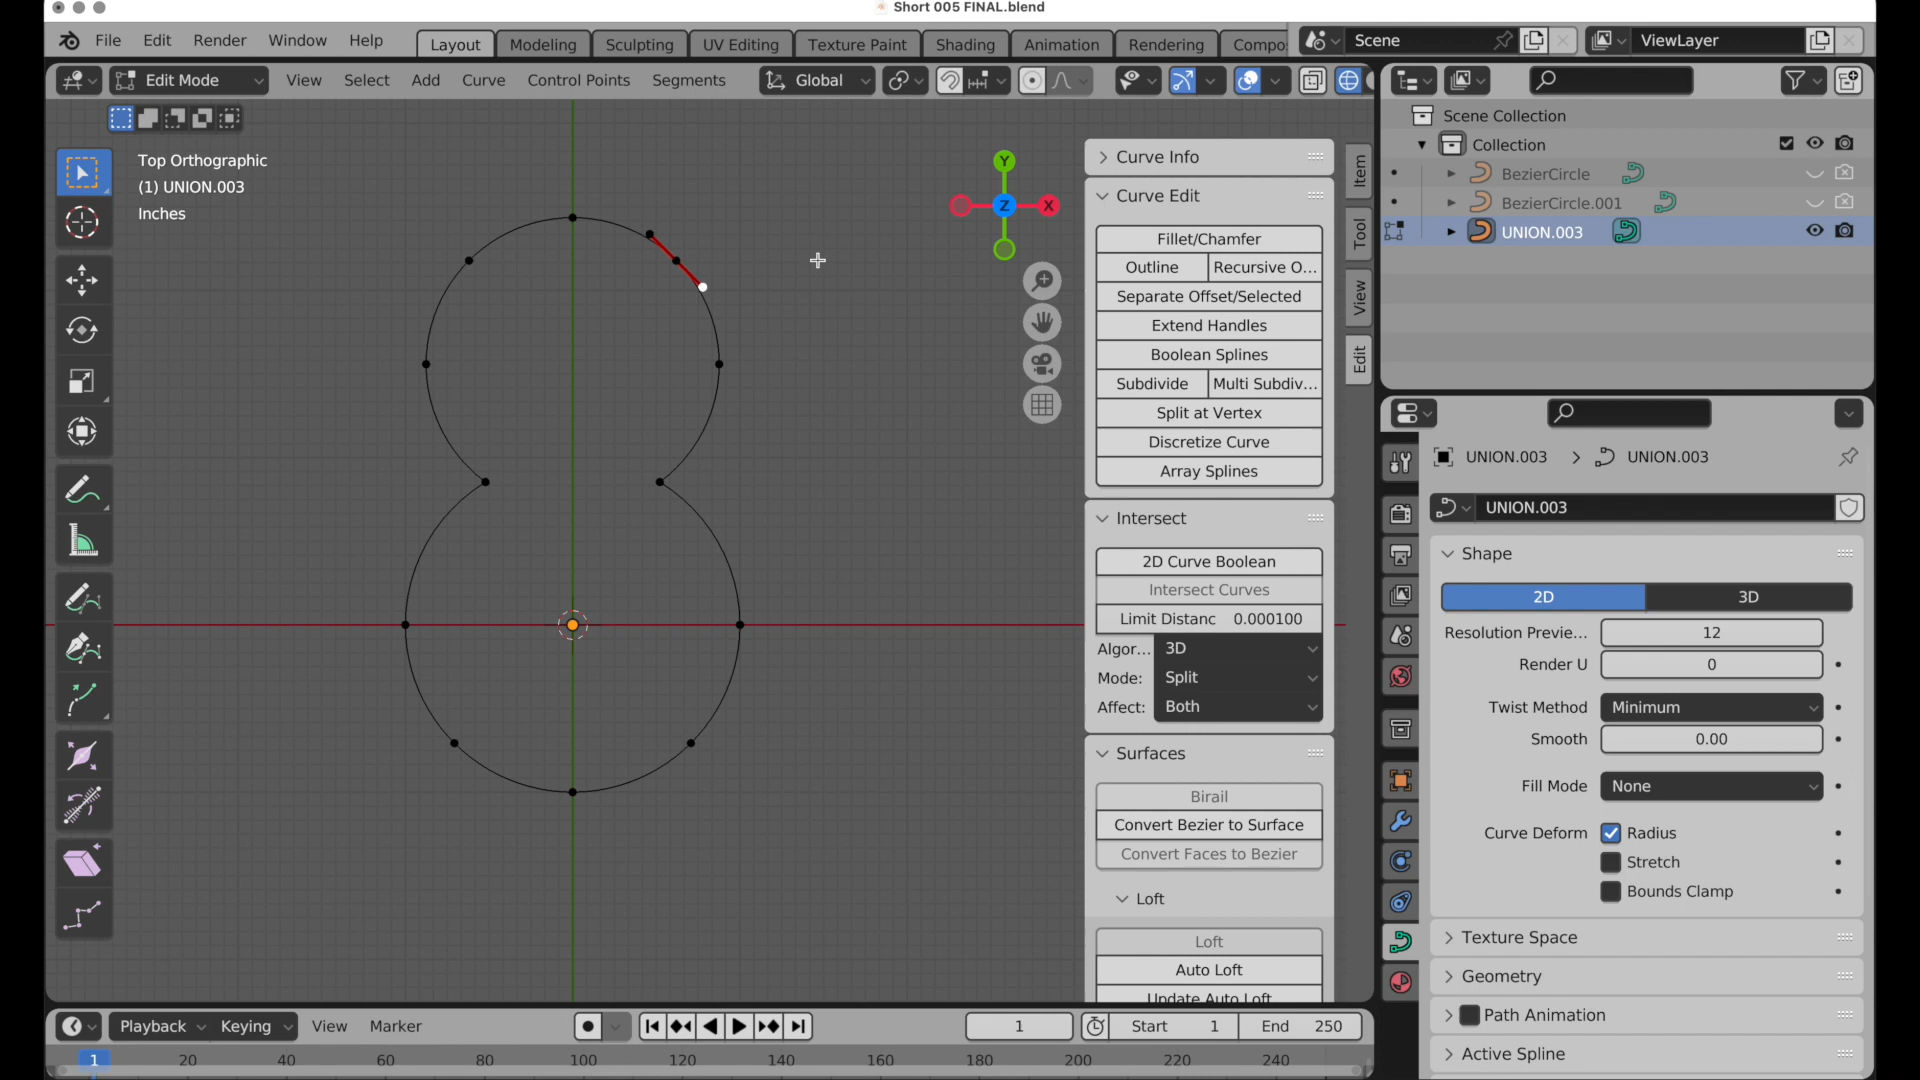 Short 005 FINAL.blend
File Edit Render Window Help Layout Modeling Sculpting UV Editing Texture Paint Shading Animation Rendering Compo Scene ViewLayer
Edit Mode View Select Add Curve Control Points Segments Global
Top Orthographic
(1) UNION.003
Inches
Y
X
Z
Curve Info
Curve Edit
Fillet/Chamfer
Outline Recursive O...
Separate Offset/Selected
Extend Handles
Boolean Splines
Subdivide Multi Subdiv...
Split at Vertex
Discretize Curve
Array Splines
Intersect
2D Curve Boolean
Intersect Curves
Limit Distanc 0.000100
Algor... 3D
Mode: Split
Affect: Both
Surfaces
Birail
Convert Bezier to Surface
Convert Faces to Bezier
Loft
Loft
Auto Loft
Update Auto Loft
Item
Tool
View
Edit
Scene Collection
Collection
BezierCircle
BezierCircle.001
UNION.003
UNION.003 UNION.003
UNION.003
Shape
2D 3D
Resolution Previe... 12
Render U 0
Twist Method Minimum
Smooth 0.00
Fill Mode None
Curve Deform Radius
Stretch
Bounds Clamp
Texture Space
Geometry
Path Animation
Active Spline
Playback Keying View Marker 1 Start 1 End 250
1 20 40 60 80 100 120 140 160 180 200 220 240